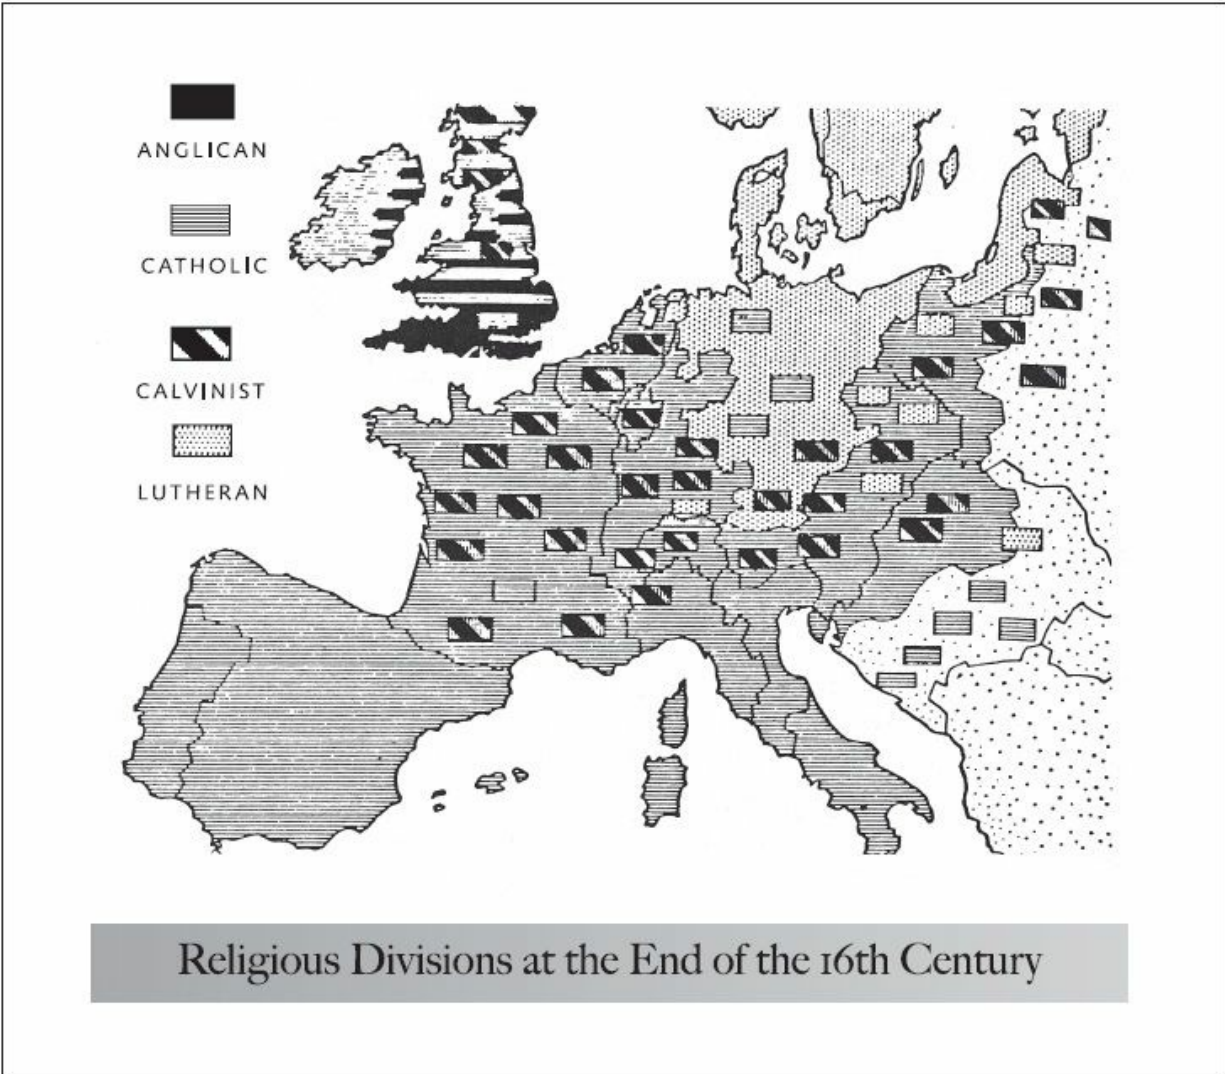 ANGLICAN
CATHOLIC
CALVINIST
LUTHERAN
Religious Divisions at the End of the 16th Century